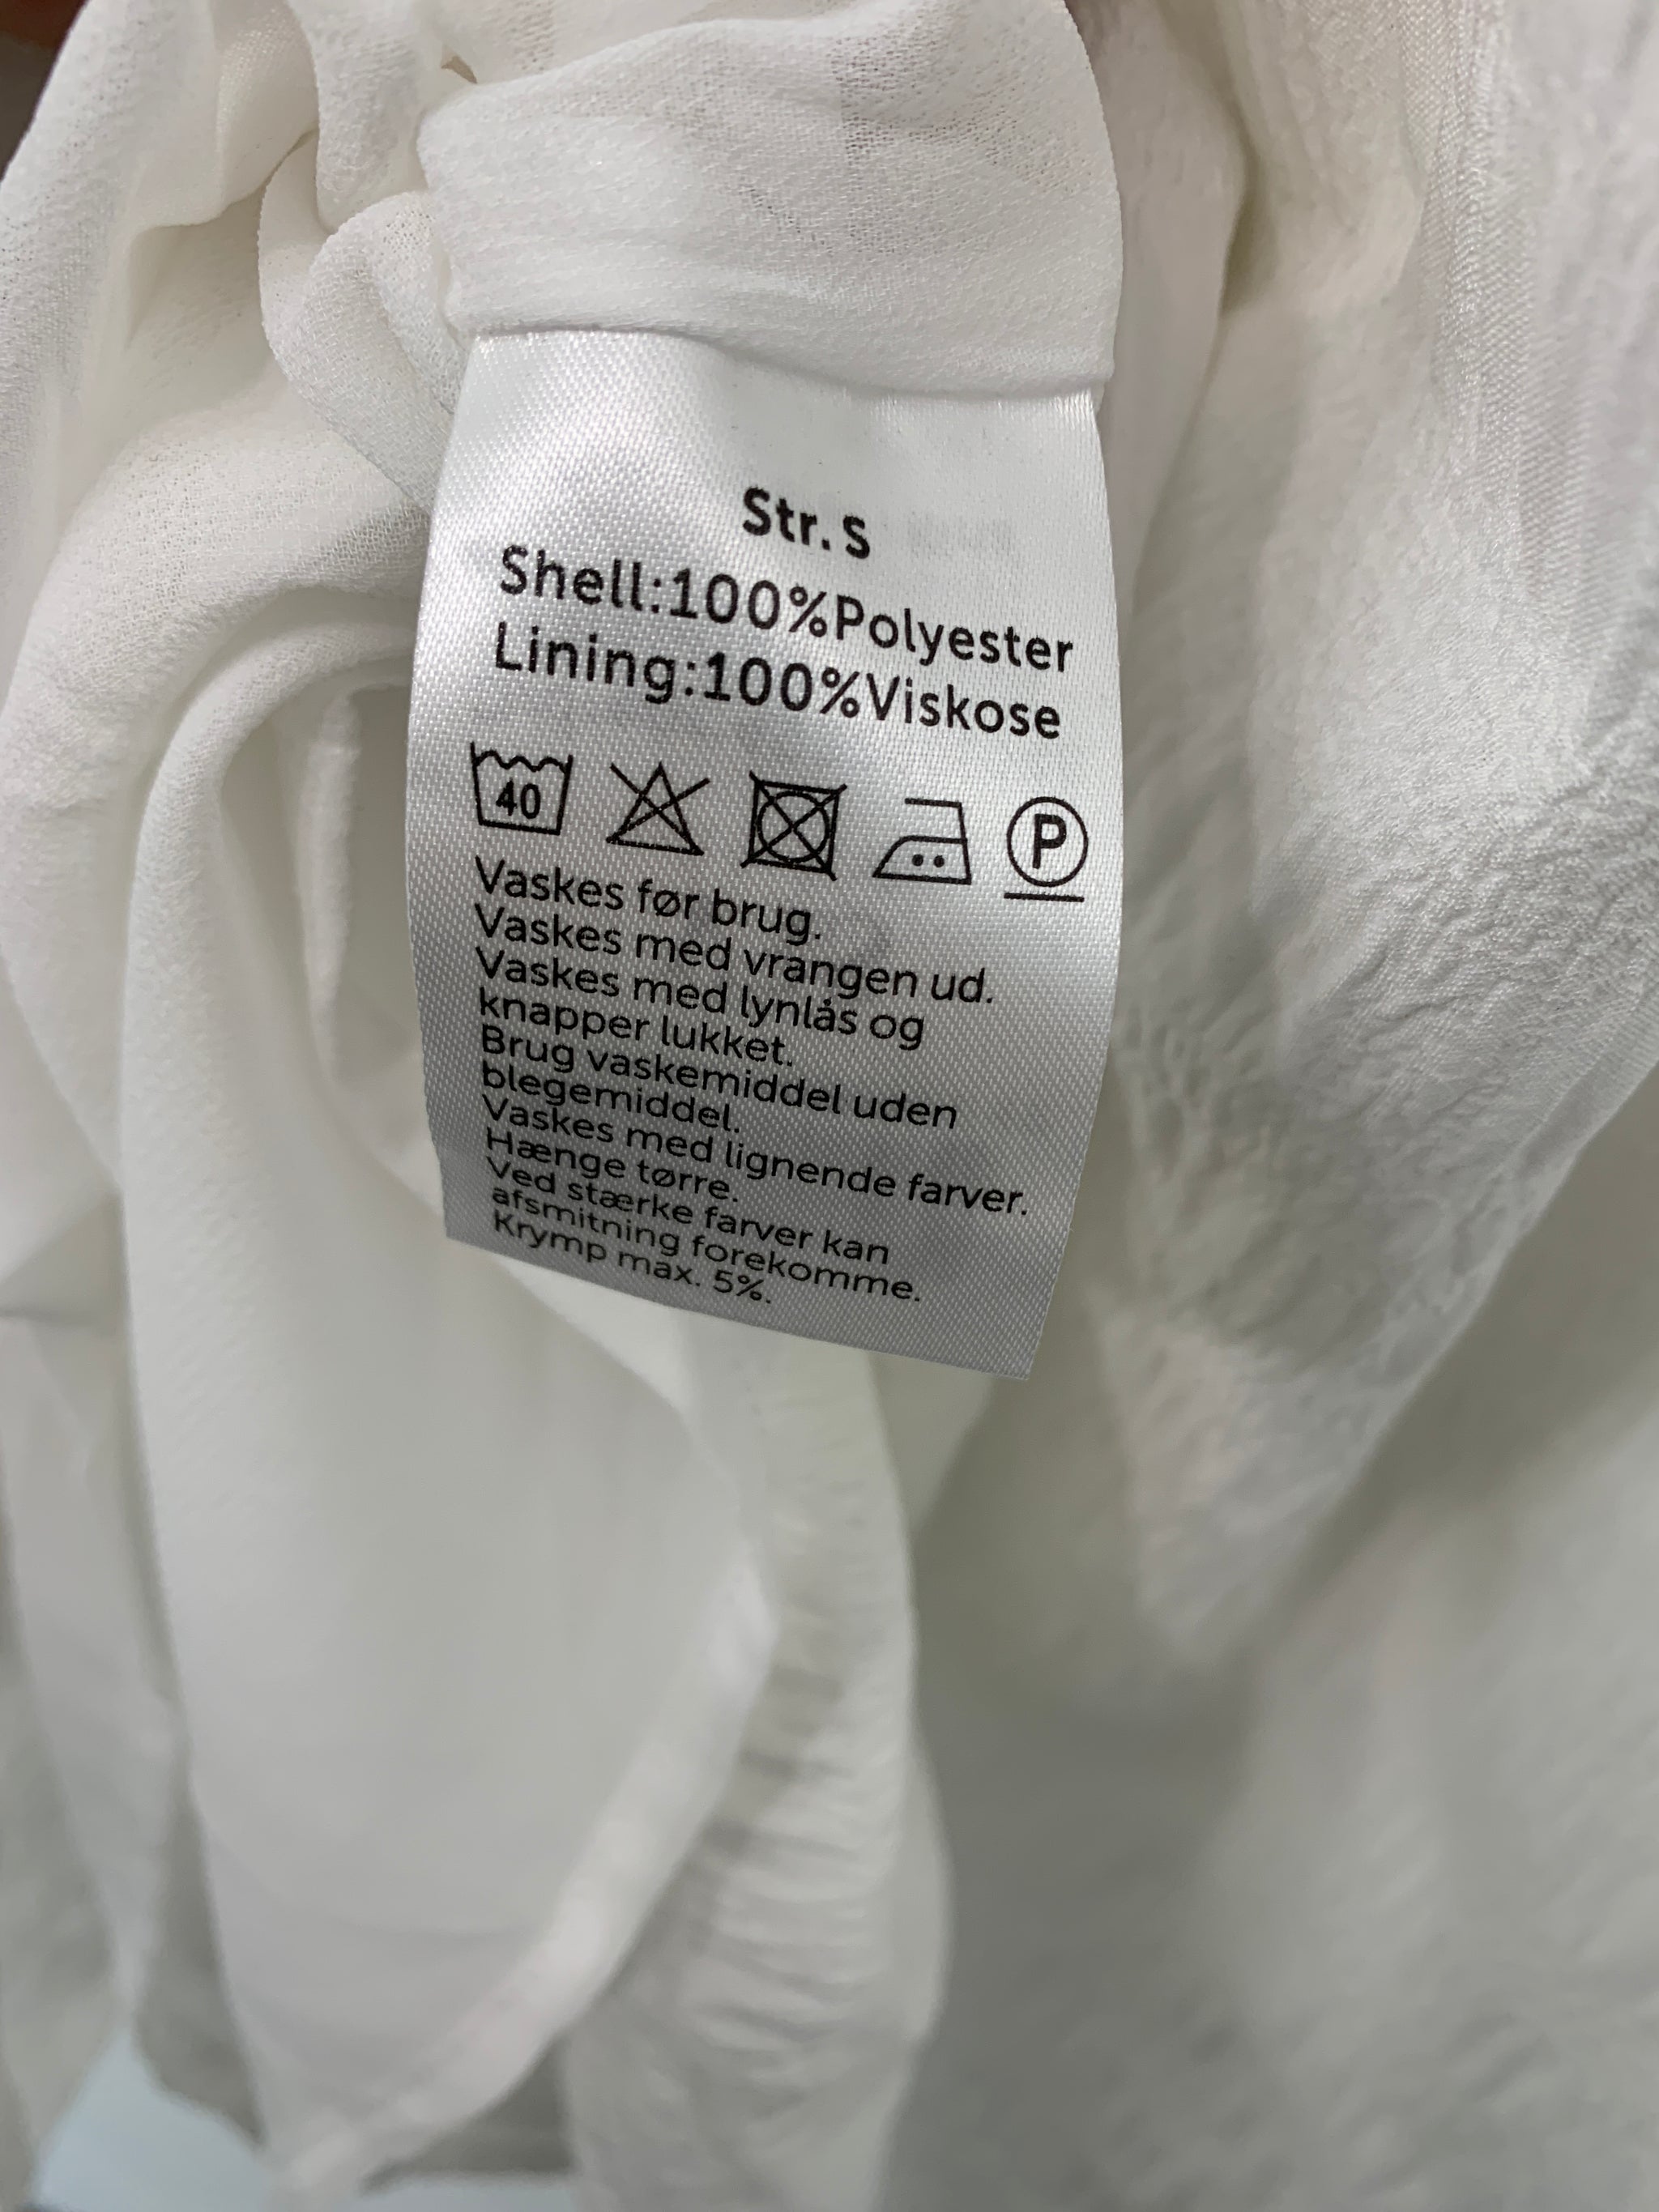 Str. S
Shell:100%Polyester
Lining:100%Viskose
40 P
Vaskes før brug.
Vaskes med vrangen ud.
Vaskes med lynlås og
knapper lukket.
Brug vaskemiddel uden
blegemiddel.
Vaskes med lignende farver.
Hænge tørre.
Ved stærke farver kan
afsmitning forekomme.
Krymp max. 5%.